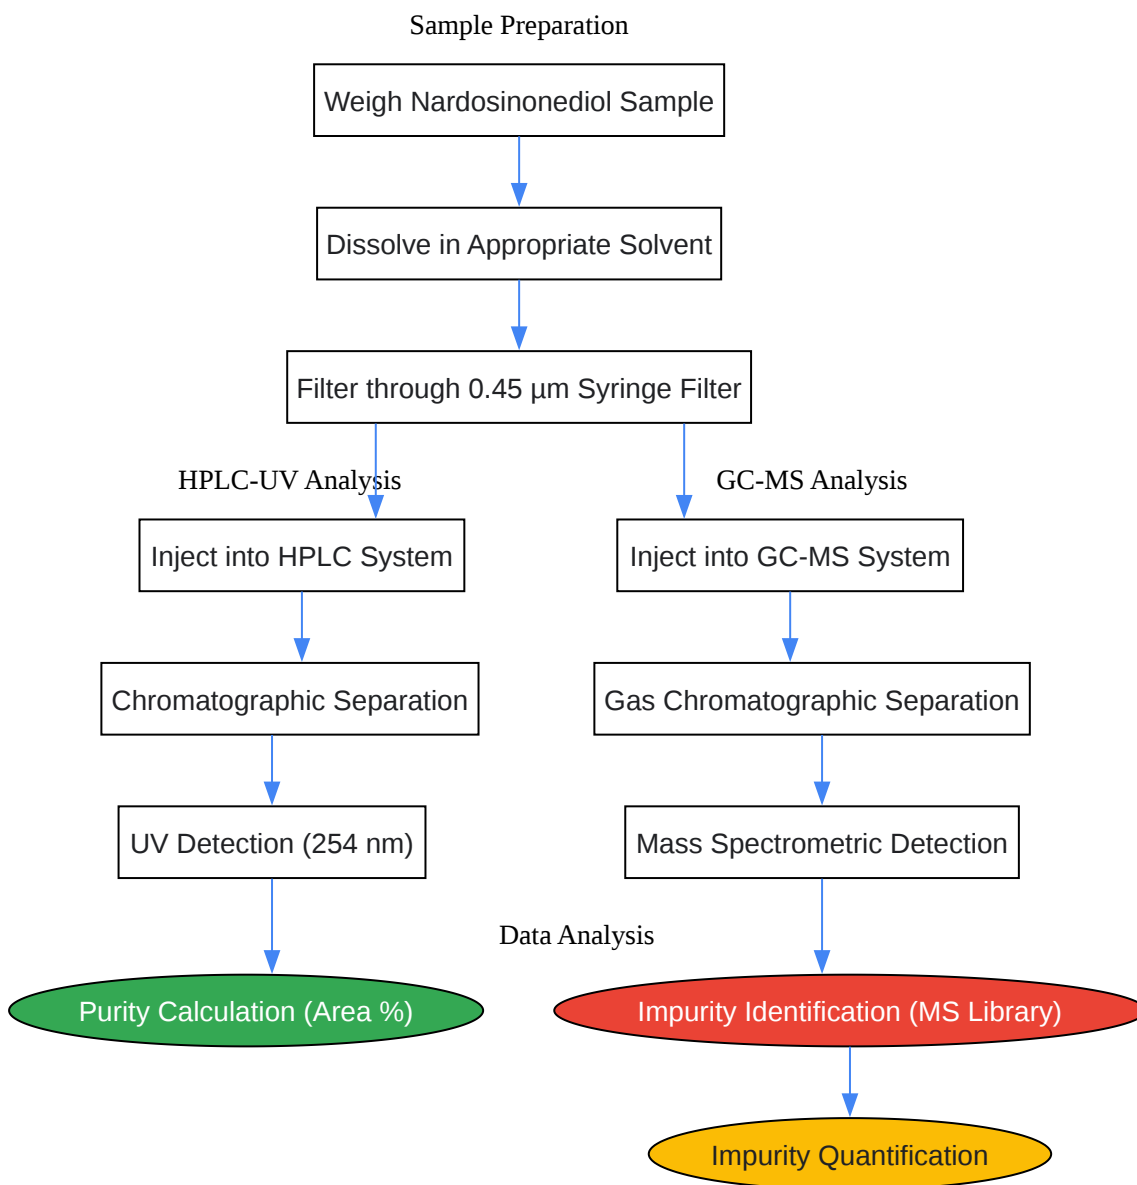 Sample Preparation
Weigh Nardosinonediol Sample
Dissolve in Appropriate Solvent
Filter through 0.45 µm Syringe Filter
HPLC-UV Analysis
GC-MS Analysis
Inject into HPLC System
Inject into GC-MS System
Chromatographic Separation
Gas Chromatographic Separation
UV Detection (254 nm)
Mass Spectrometric Detection
Data Analysis
Purity Calculation (Area %)
Impurity Identification (MS Library)
Impurity Quantification